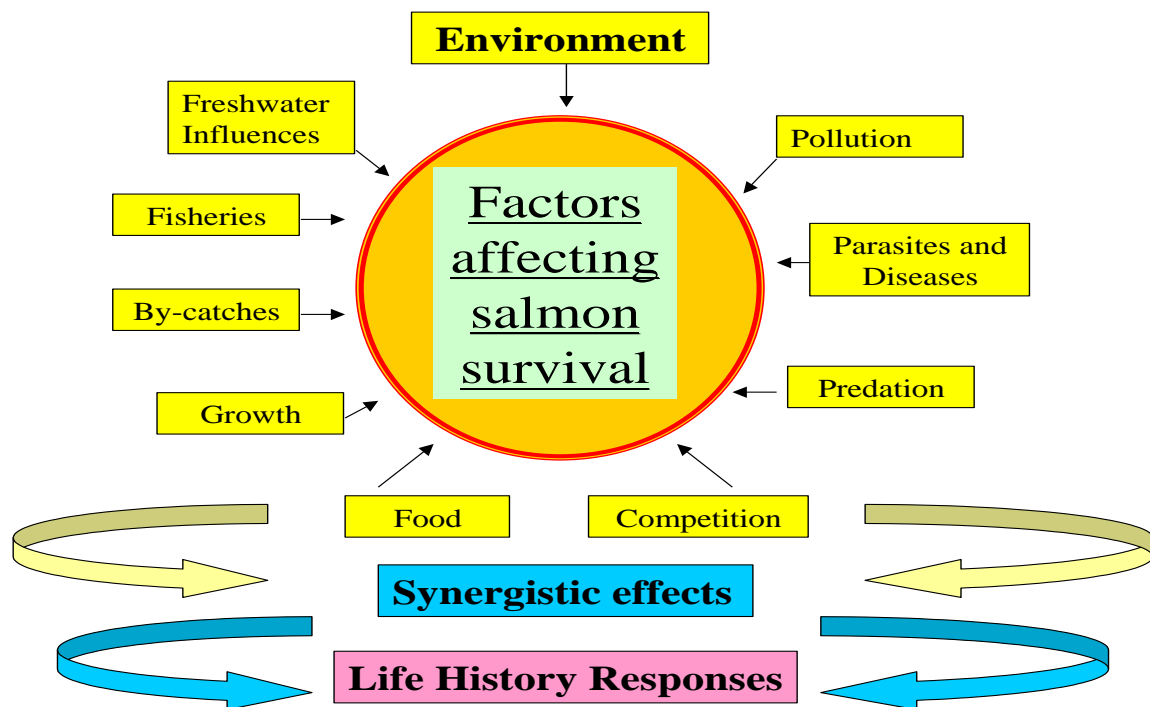 Environment
Freshwater
Influences
Pollution
Fisheries
Factors
affecting
salmon
survival
Parasites and
Diseases
By-catches
Predation
Growth
Food
Competition
Synergistic effects
Life History Responses